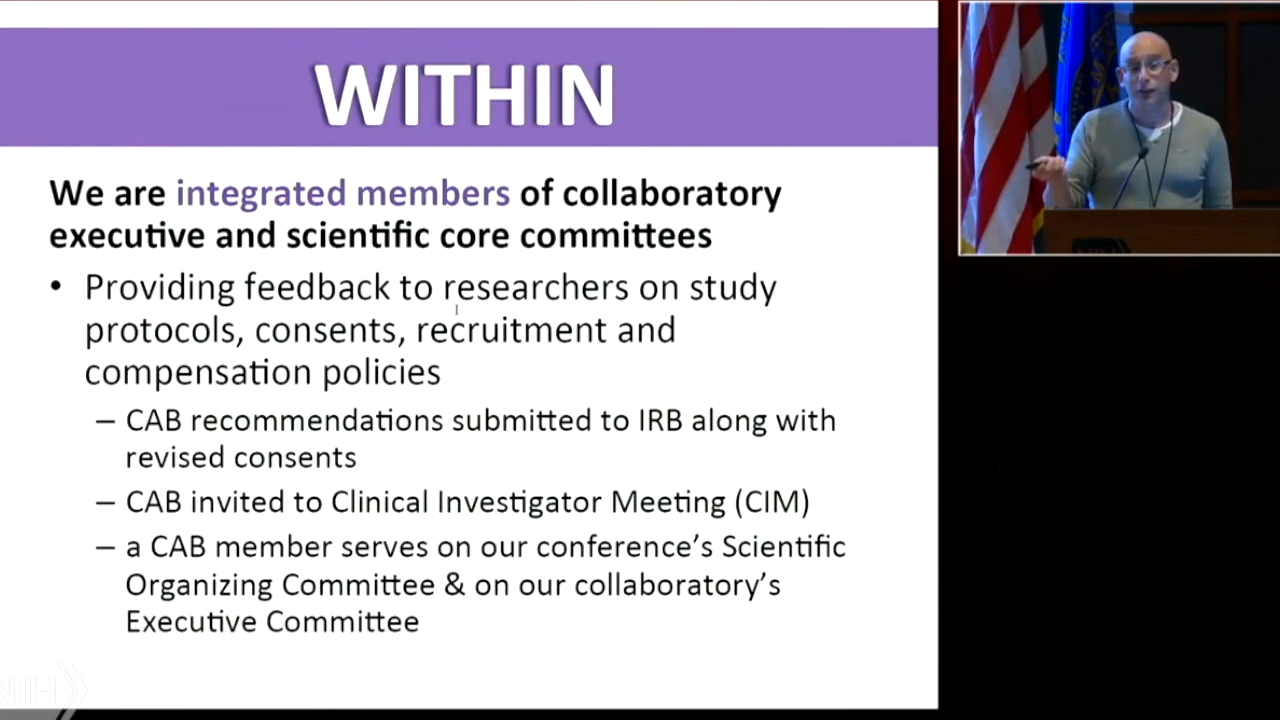 WITHIN
We are integrated members of collaboratory
executive and scientific core committees
• Providing feedback to researchers on study
protocols, consents, recruitment and
compensation policies
– CAB recommendations submitted to IRB along with
revised consents
– CAB invited to Clinical Investigator Meeting (CIM)
– a CAB member serves on our conference's Scientific
Organizing Committee & on our collaboratory's
Executive Committee
NIH